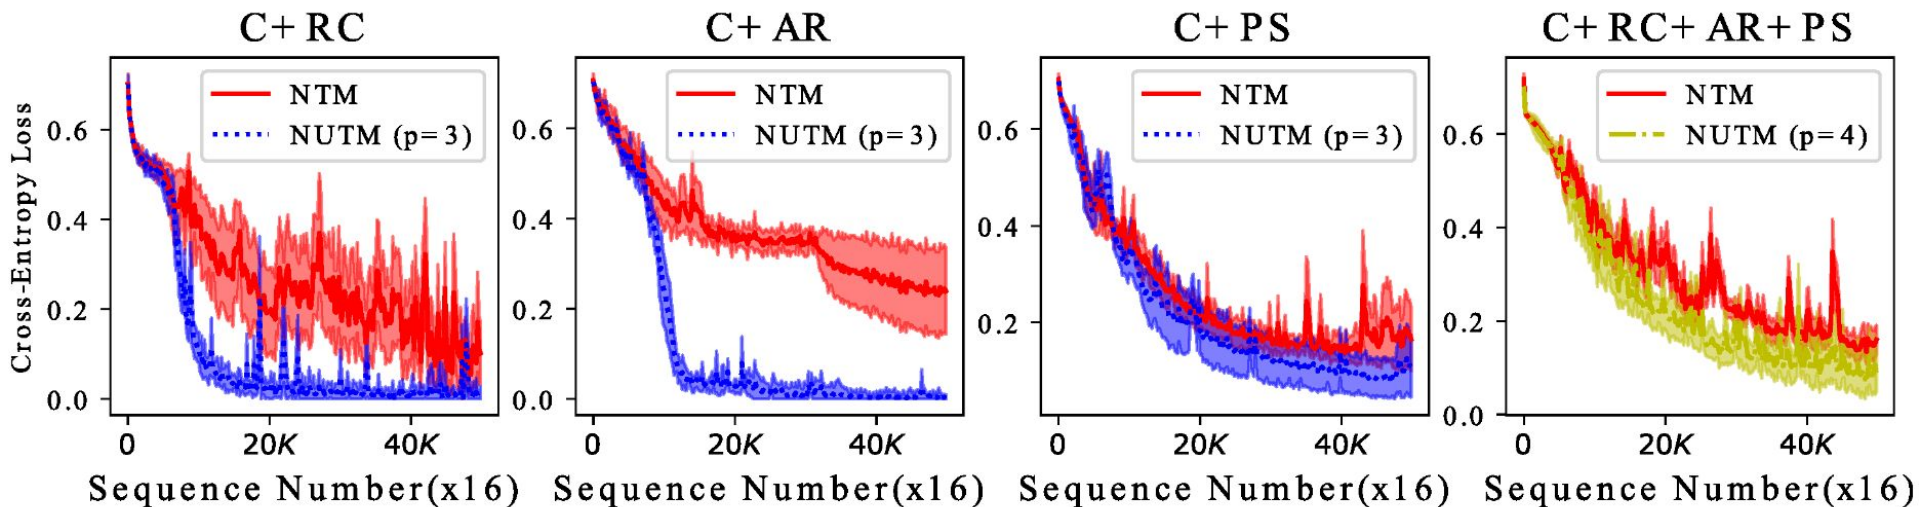 C+ RC
C+ AR
C+ PS
C+ RC+ AR+ PS
Cross-Entropy Loss
0.6
0.4
0.2
0.0
NTM
NUTM (p=3)
0
20K
40K
Sequence Number(x16)
0.6
0.4
0.2
0.0
NTM
NUTM (p=3)
0
20K
40K
Sequence Number(x16)
0.6
0.4
0.2
NTM
NUTM (p=3)
0
20K
40K
Sequence Number(x16)
0.6
0.4
0.2
0.0
NTM
NUTM (p=4)
0
20K
40K
Sequence Number(x16)